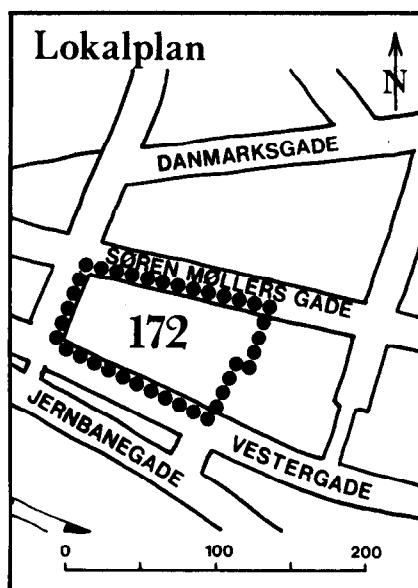 Lokalplan
N
DANMARKSGADE
SØREN MØLLERS GADE
172
JERNBANEGADE
VESTERGADE
0 100 200